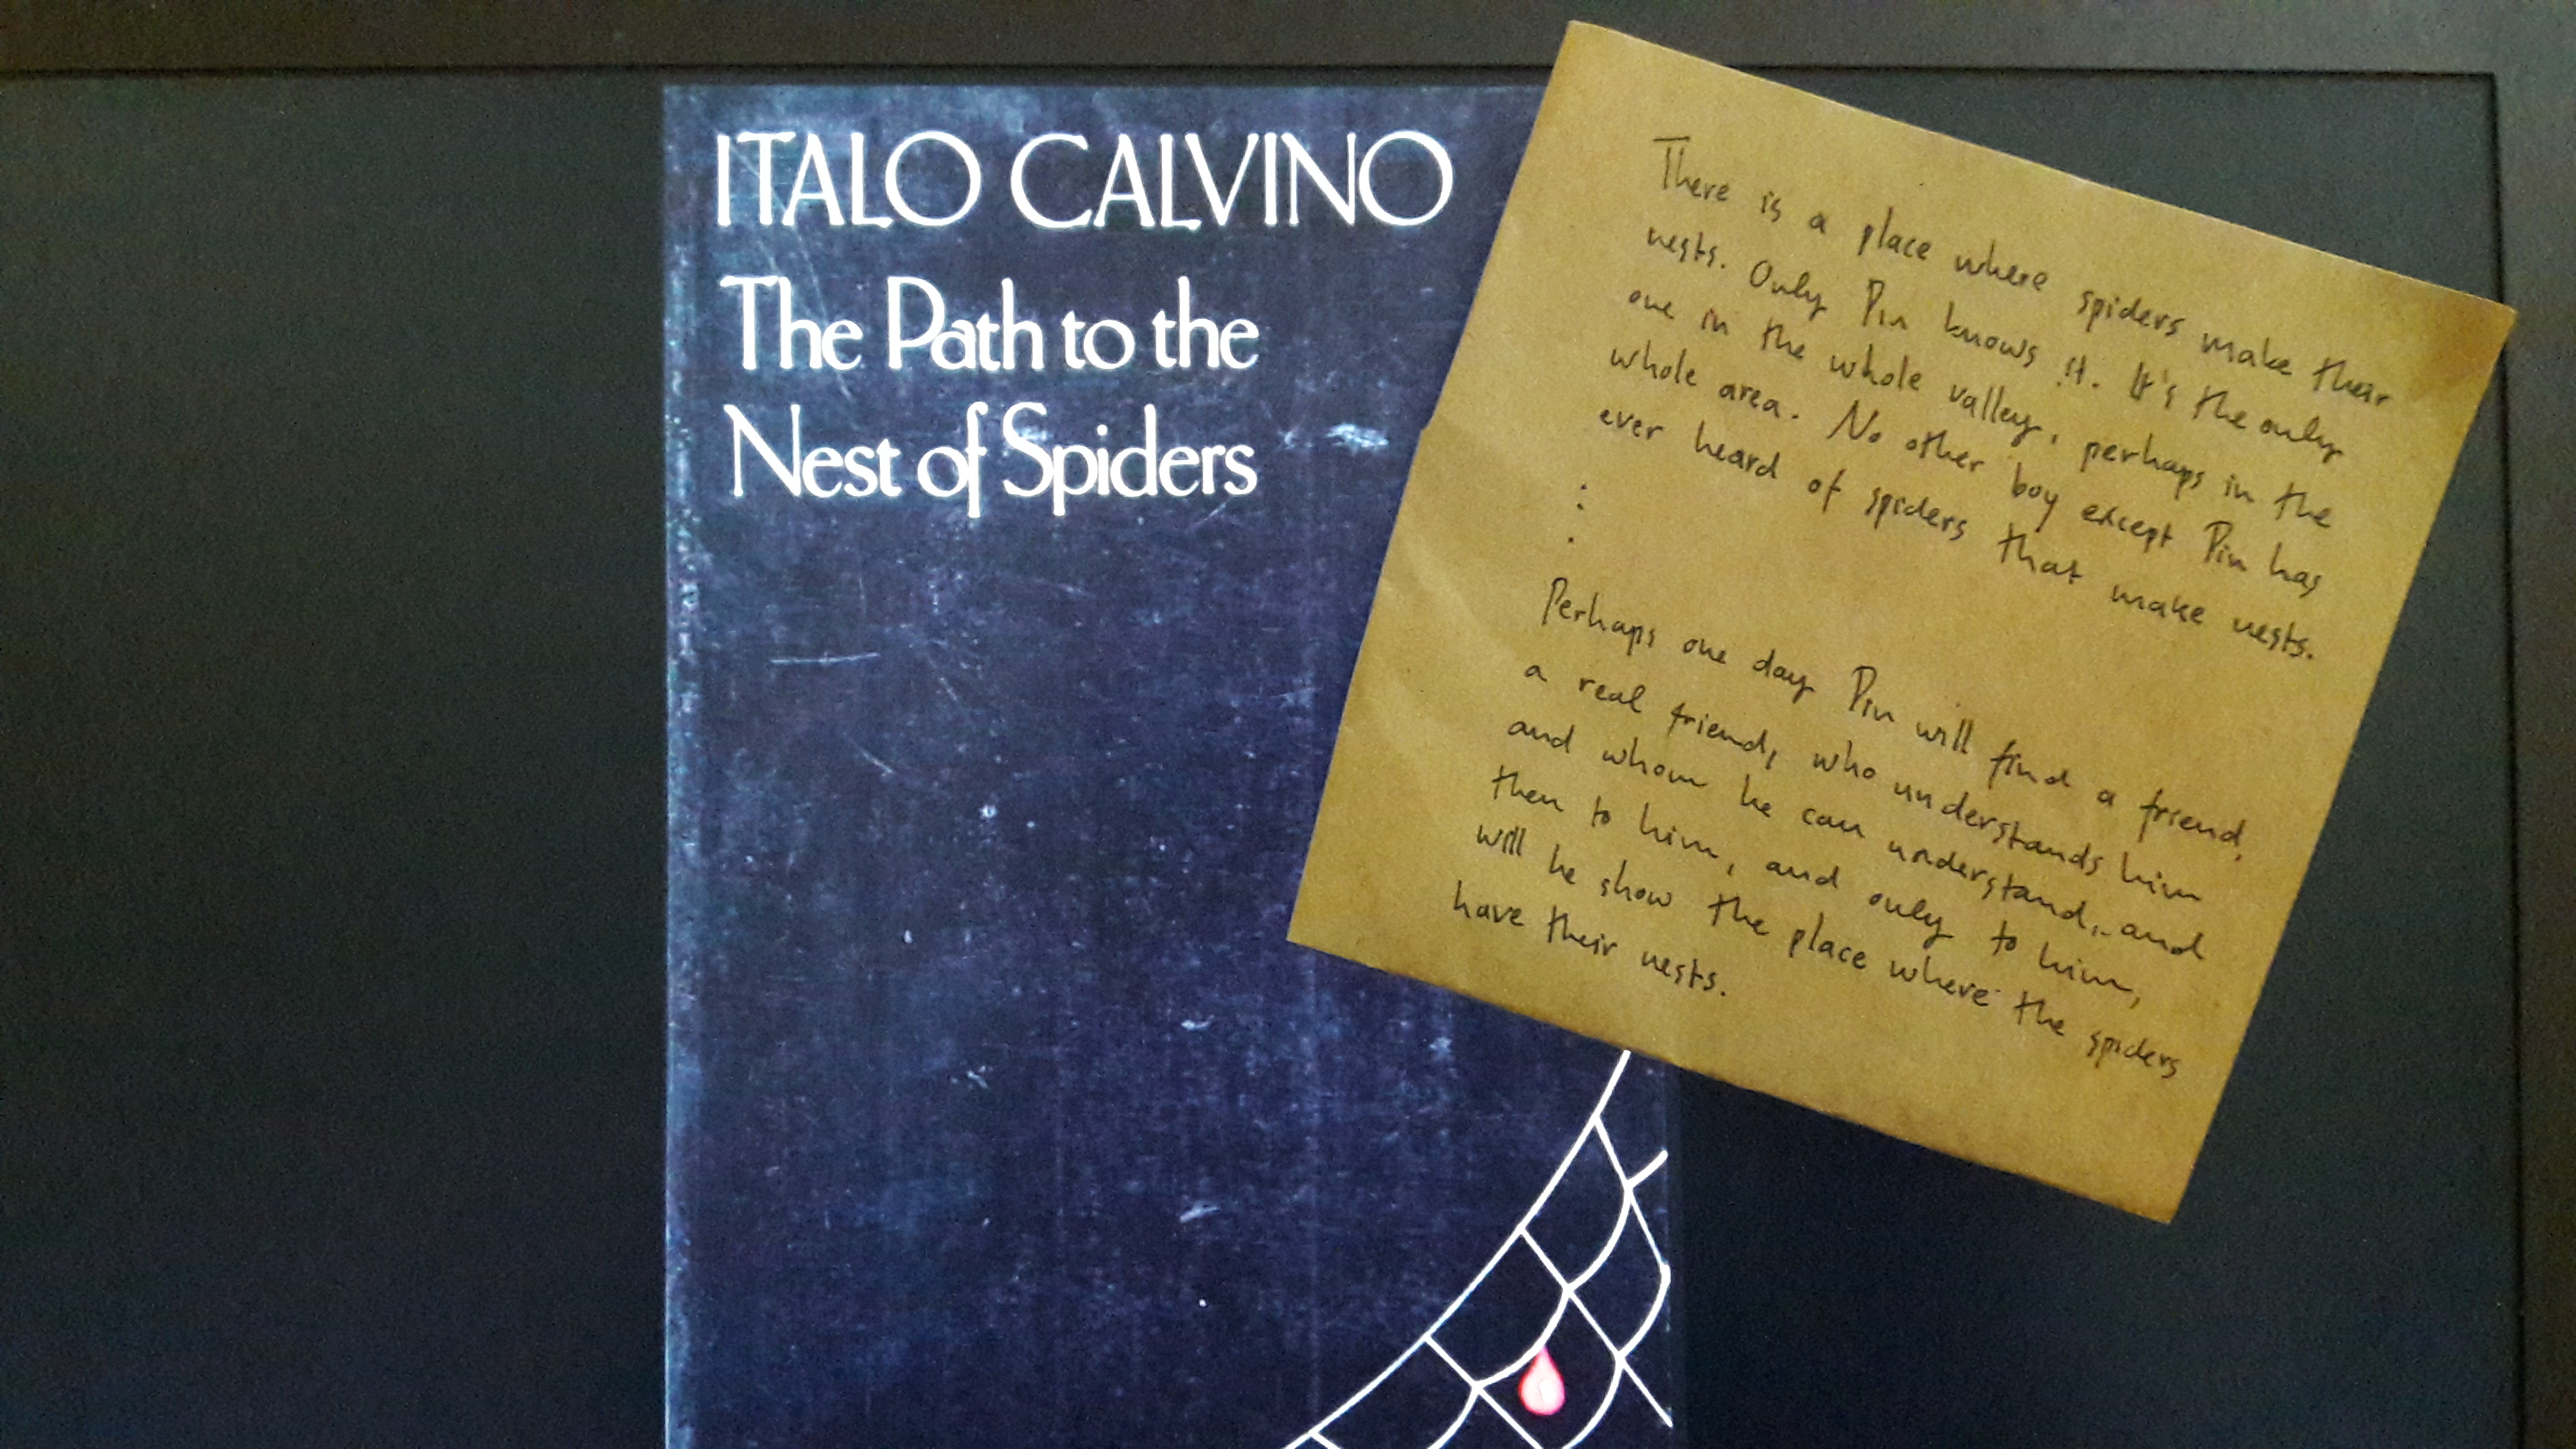 ITALO CALVINO
The Path to the
Nest of Spiders
There is a place where spiders make their
nests. Only Pin knows it. It's the only
one in the whole valley, perhaps in the
whole area. No other boy except Pin has
ever heard of spiders that make nests.
⋮
Perhaps one day Pin will find a friend,
a real friend, who understands him
and whom he can understand, and
then to him, and only to him,
will he show the place where the spiders
have their nests.